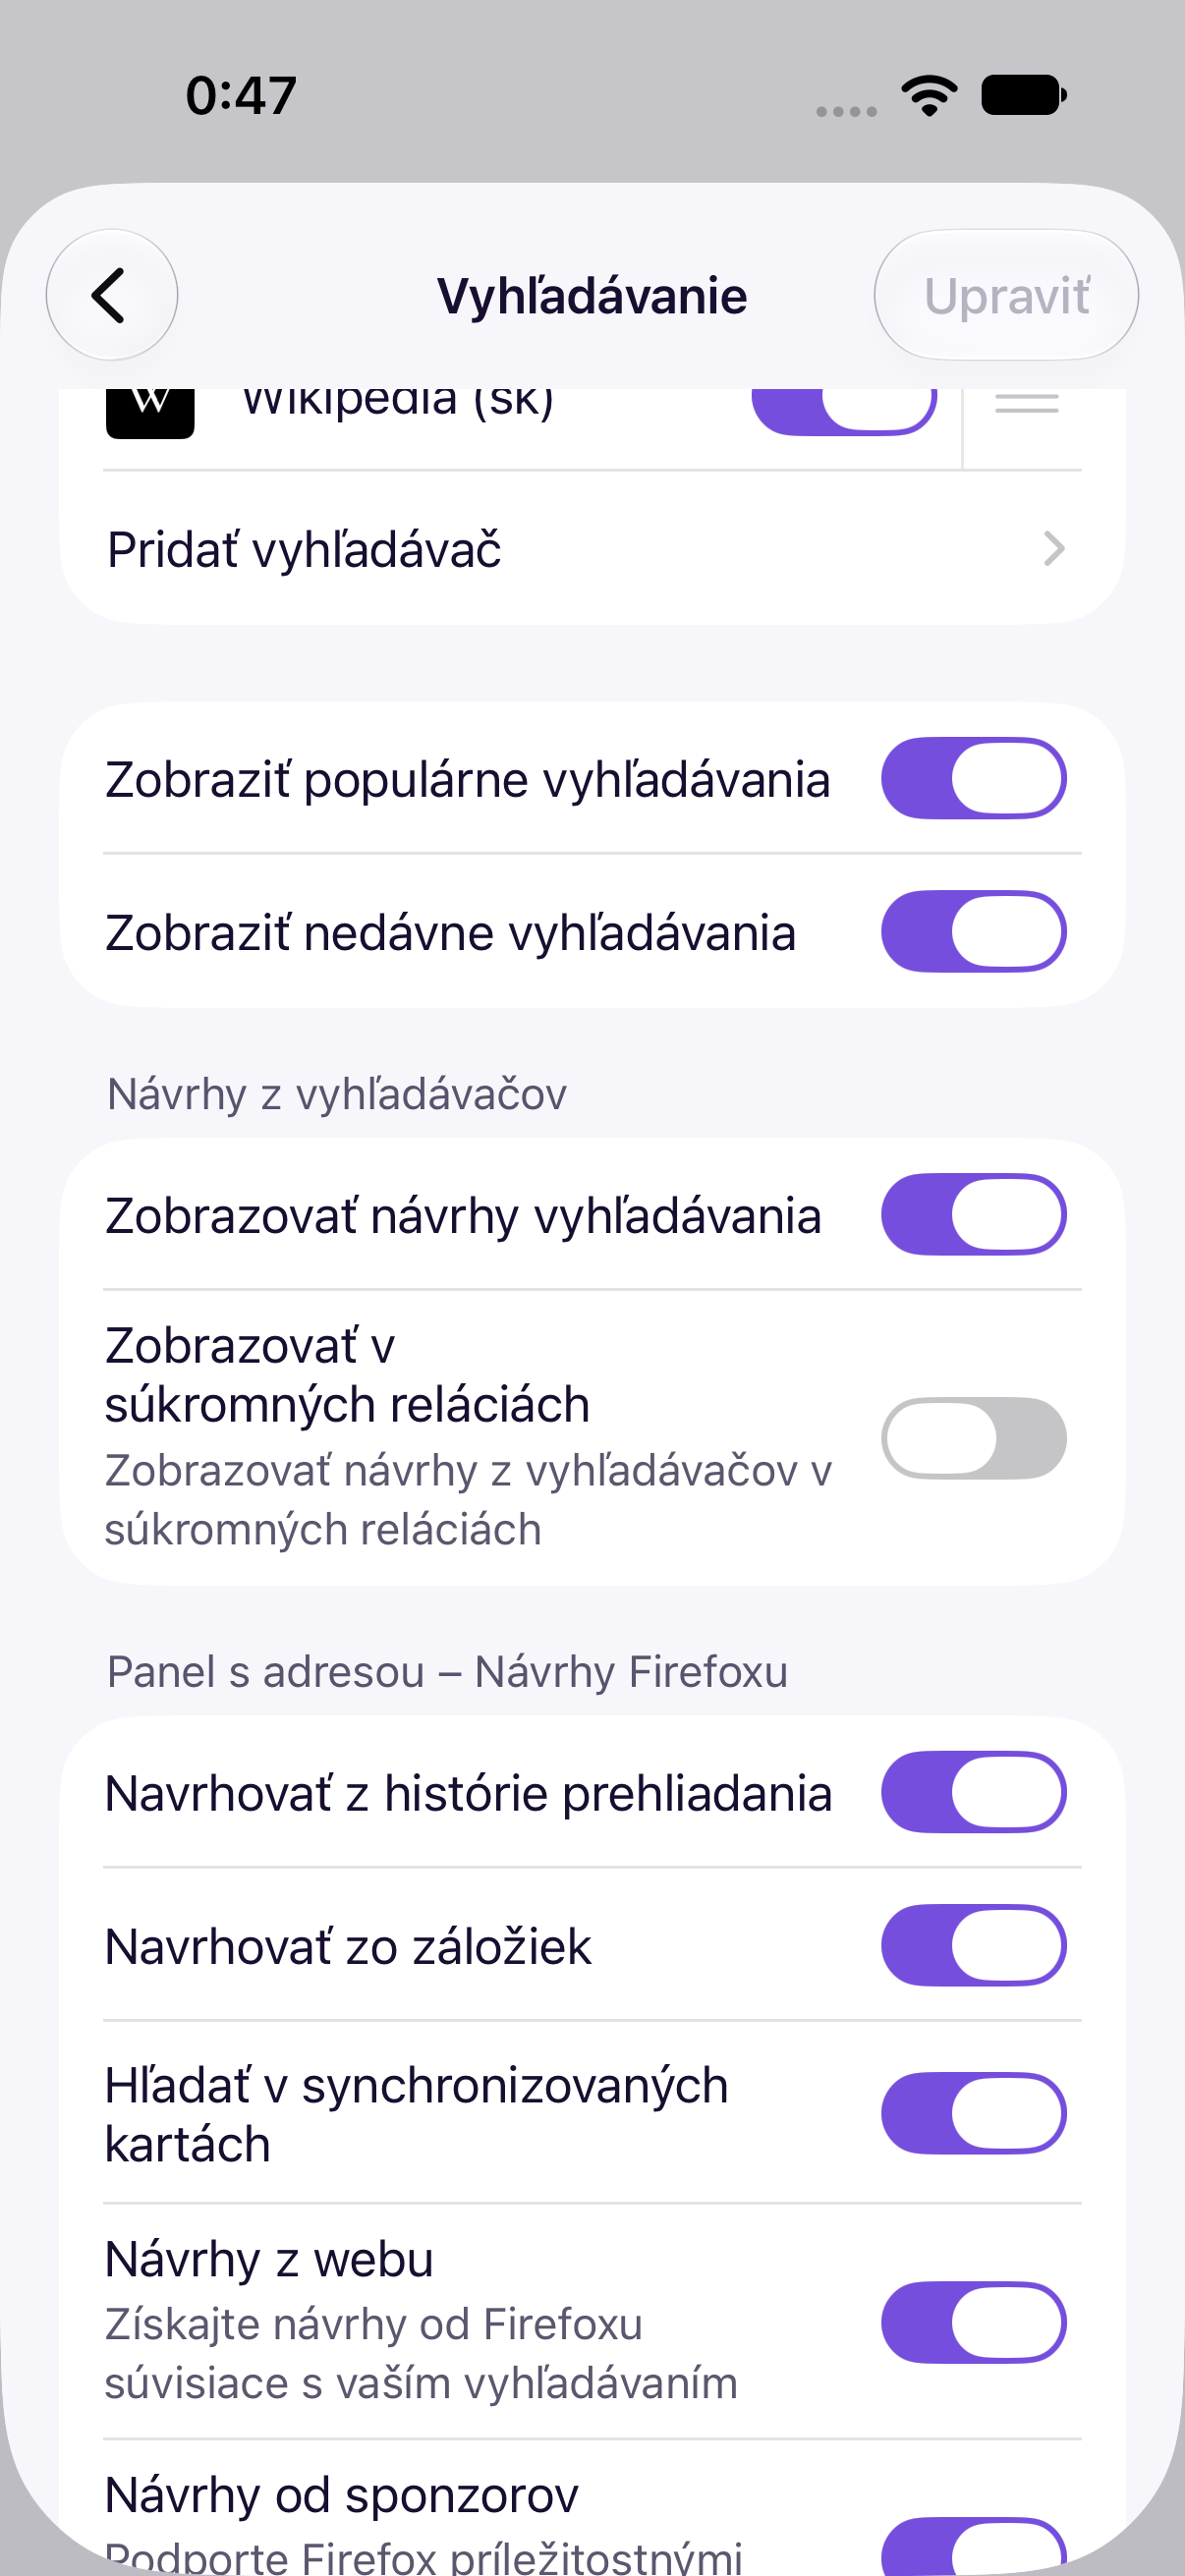 0:47
Vyhľadávanie
Upraviť
W
Wikipedia (sk)
Pridať vyhľadávač
Zobraziť populárne vyhľadávania
Zobraziť nedávne vyhľadávania
Návrhy z vyhľadávačov
Zobrazovať návrhy vyhľadávania
Zobrazovať v
súkromných reláciách
Zobrazovať návrhy z vyhľadávačov v
súkromných reláciách
Panel s adresou – Návrhy Firefoxu
Navrhovať z histórie prehliadania
Navrhovať zo záložiek
Hľadať v synchronizovaných
kartách
Návrhy z webu
Získajte návrhy od Firefoxu
súvisiace s vaším vyhľadávaním
Návrhy od sponzorov
Podporte Firefox príležitostnými